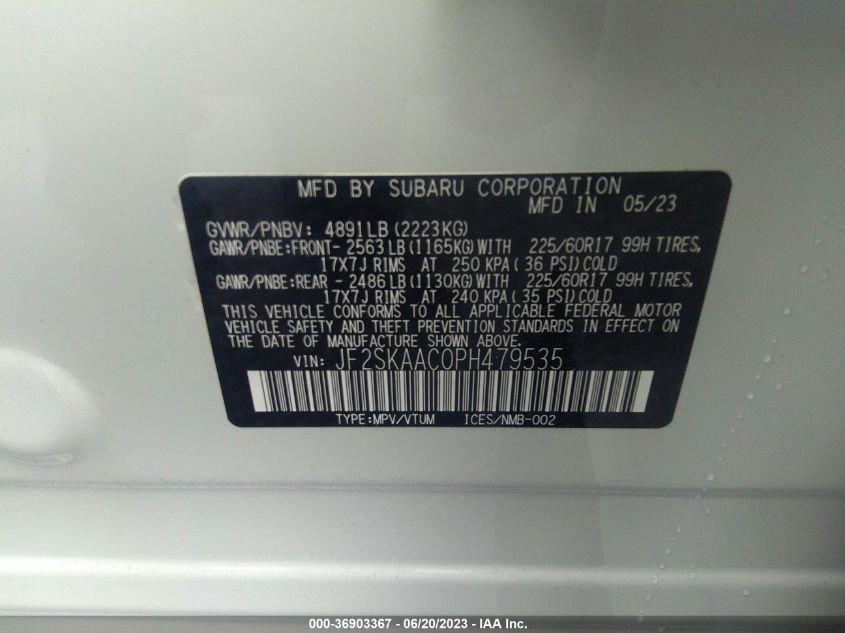 MFD BY SUBARU CORPORATION
MFD IN 05/23
GVWR/PNBV: 4891LB (2223KG)
GAWR/PNBE:FRONT- 2563LB (1165KG) WITH 225/60R17 99H TIRES,
17X7J RIMS AT 250 KPA ( 36 PSI) COLD
GAWR/PNBE:REAR - 2486LB (1130KG) WITH 225/60R17 99H TIRES,
17X7J RIMS AT 240 KPA ( 35 PSI) COLD
THIS VEHICLE CONFORMS TO ALL APPLICABLE FEDERAL MOTOR
VEHICLE SAFETY AND THEFT PREVENTION STANDARDS IN EFFECT ON
THE DATE OF MANUFACTURE SHOWN ABOVE.
VIN: JF2SKAAC0PH479535
TYPE:MPV/VTUM ICES/NMB-002
000-36903367 - 06/20/2023 - IAA Inc.